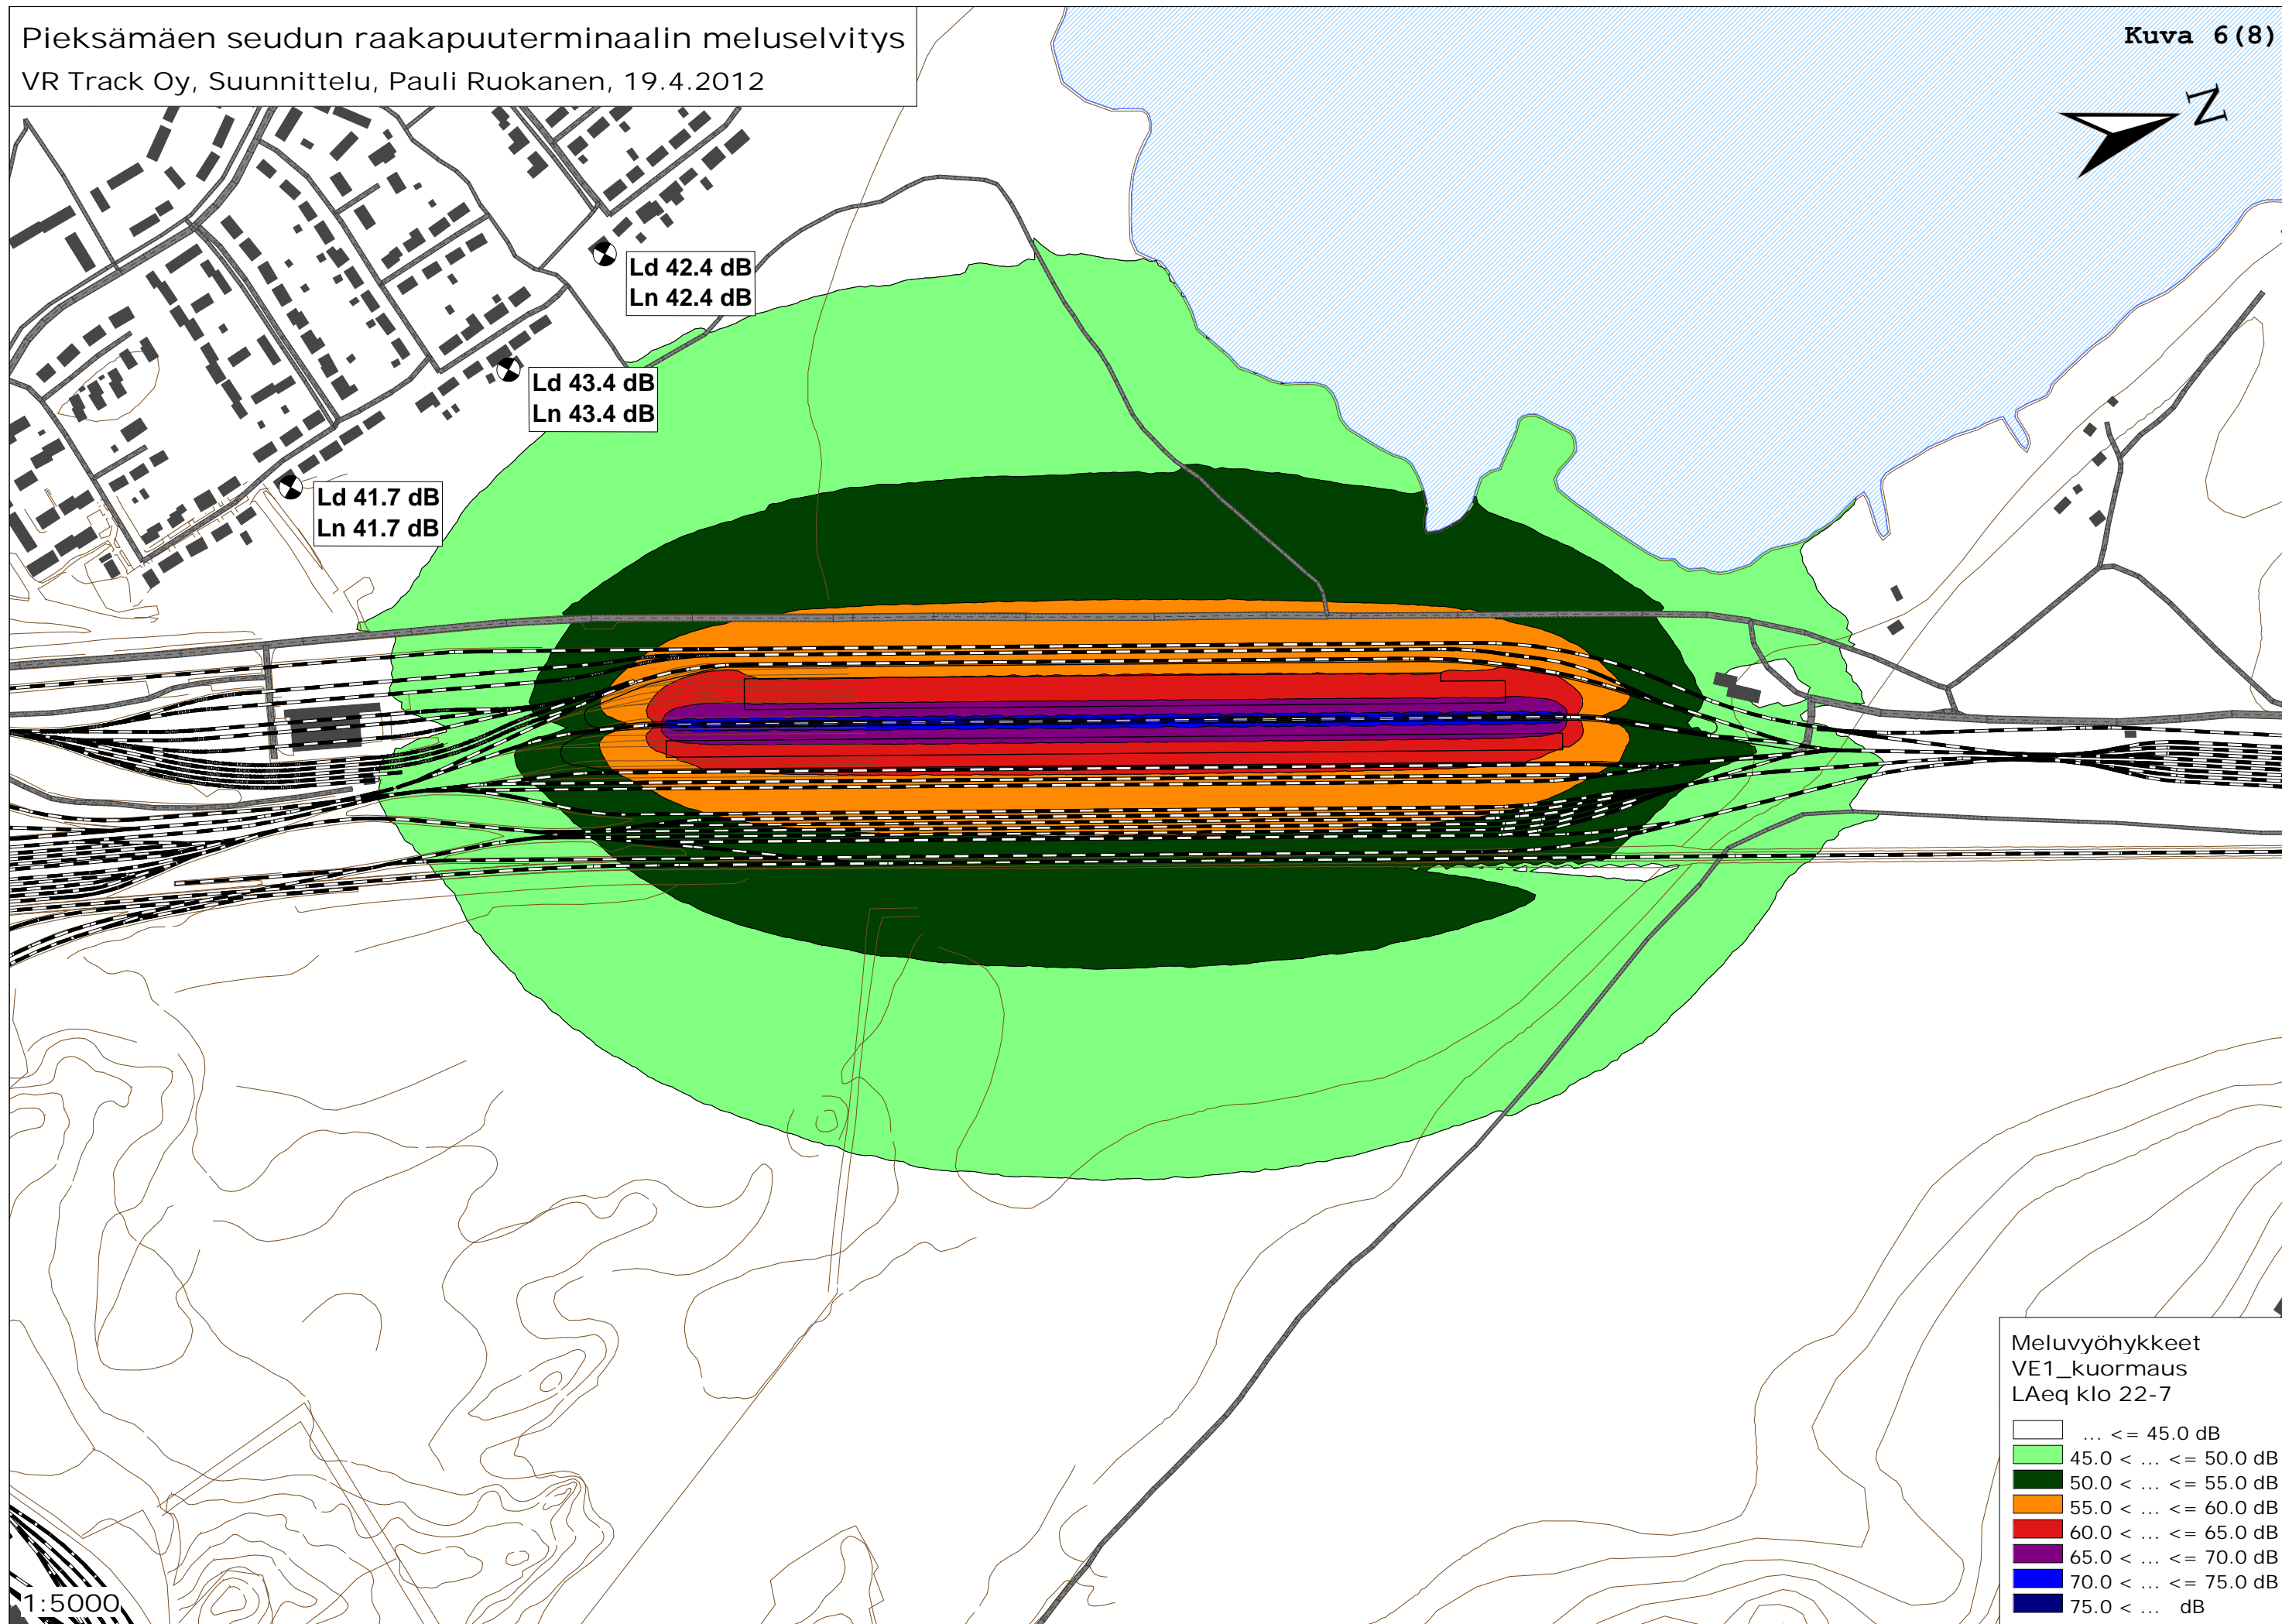 Pieksämäen seudun raakapuuterminaalin meluselvitys
VR Track Oy, Suunnittelu, Pauli Ruokanen, 19.4.2012
Kuva 6(8)
N
Ld 42.4 dB
Ln 42.4 dB
Ld 43.4 dB
Ln 43.4 dB
Ld 41.7 dB
Ln 41.7 dB
Meluvyöhykkeet
VE1_kuormaus
LAeq klo 22-7
... <= 45.0 dB
45.0 < ... <= 50.0 dB
50.0 < ... <= 55.0 dB
55.0 < ... <= 60.0 dB
60.0 < ... <= 65.0 dB
65.0 < ... <= 70.0 dB
70.0 < ... <= 75.0 dB
75.0 < ... dB
1:5000